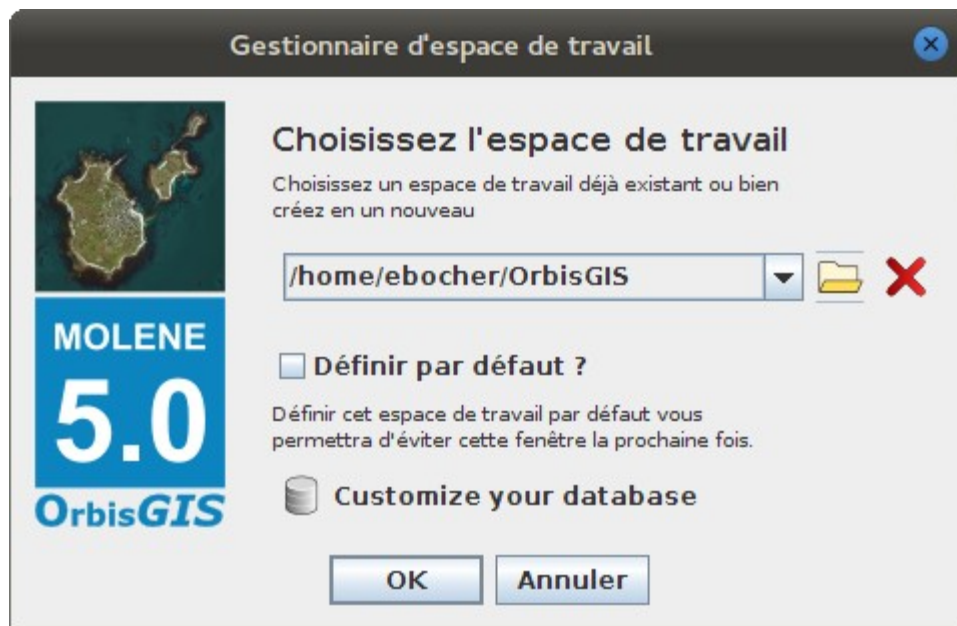 Gestionnaire d'espace de travail
Choisissez l'espace de travail
Choisissez un espace de travail déjà existant ou bien
créez en un nouveau
/home/ebocher/OrbisGIS
MOLENE
5.0
OrbisGIS
Définir par défaut ?
Définir cet espace de travail par défaut vous
permettra d'éviter cette fenêtre la prochaine fois.
Customize your database
OK
Annuler